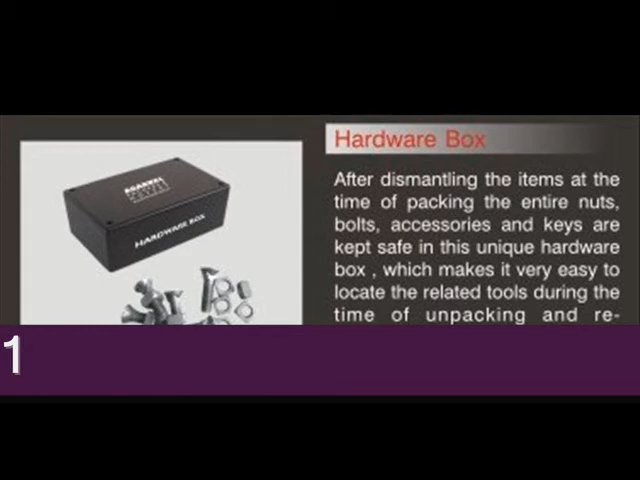 Hardware Box
After dismantling the items at the
time of packing the entire nuts,
bolts, accessories and keys are
kept safe in this unique hardware
box , which makes it very easy to
locate the related tools during the
time of unpacking and re-
AGARWAL
HARDWARE BOX
1